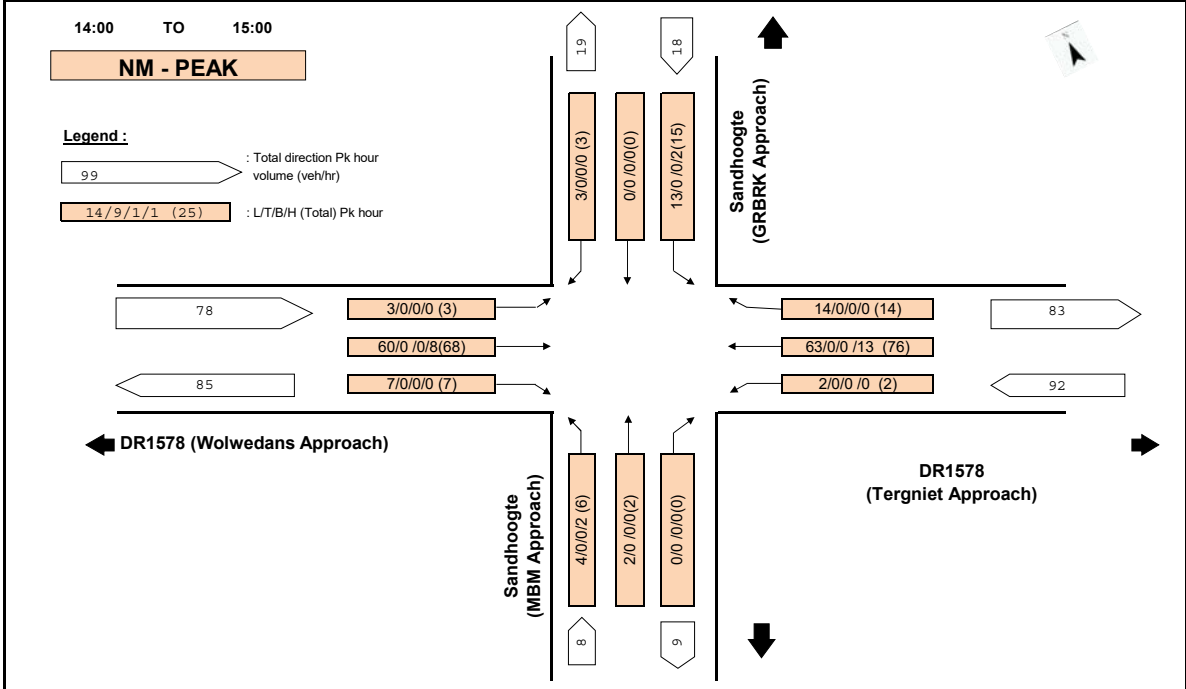 14:00 TO 15:00
NM - PEAK
Legend :
99
: Total direction Pk hour
volume (veh/hr)
14/9/1/1 (25)
: L/T/B/H (Total) Pk hour
19
18
3/0/0/0 (3)
0/0 /0/0(0)
13/0 /0/2(15)
Sandhoogte
(GRBRK Approach)
N
78
3/0/0/0 (3)
14/0/0/0 (14)
83
60/0 /0/8(68)
63/0/0 /13 (76)
85
7/0/0/0 (7)
2/0/0 /0 (2)
92
DR1578 (Wolwedans Approach)
DR1578
(Tergniet Approach)
Sandhoogte
(MBM Approach)
4/0/0/2 (6)
2/0 /0/0(2)
0/0 /0/0(0)
8
9